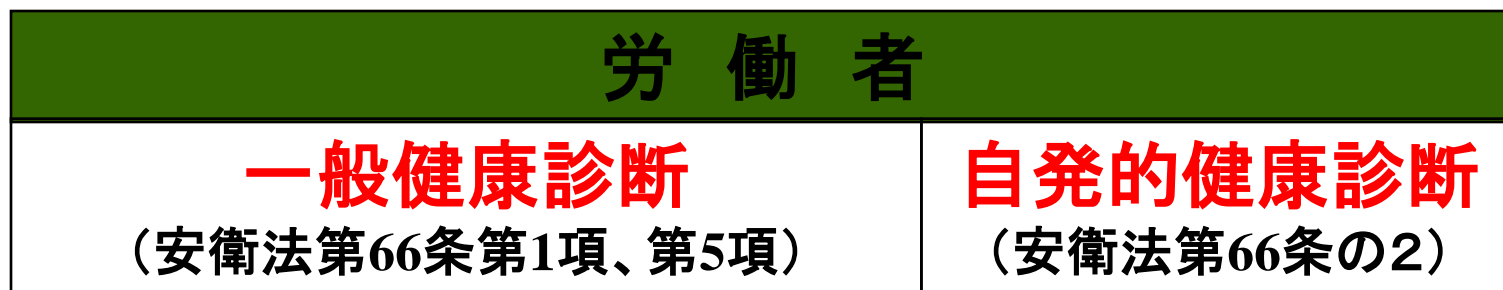 労　働　者
一般健康診断
（安衛法第66条第1項、第5項）
自発的健康診断
（安衛法第66条の２）